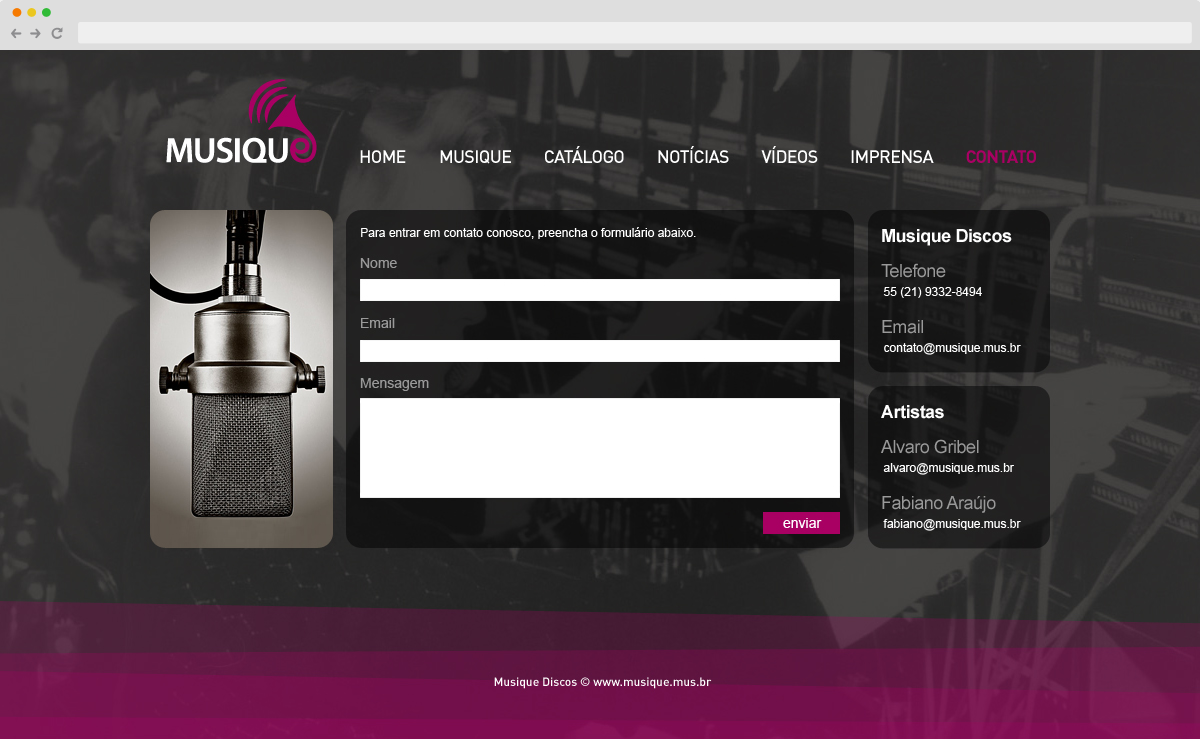 MUSIQUE
HOME MUSIQUE CATÁLOGO NOTÍCIAS VÍDEOS IMPRENSA CONTATO
Para entrar em contato conosco, preencha o formulário abaixo.
Nome
Email
Mensagem
enviar
Musique Discos
Telefone
55 (21) 9332-8494
Email
contato@musique.mus.br
Artistas
Alvaro Gribel
alvaro@musique.mus.br
Fabiano Araújo
fabiano@musique.mus.br
Musique Discos © www.musique.mus.br